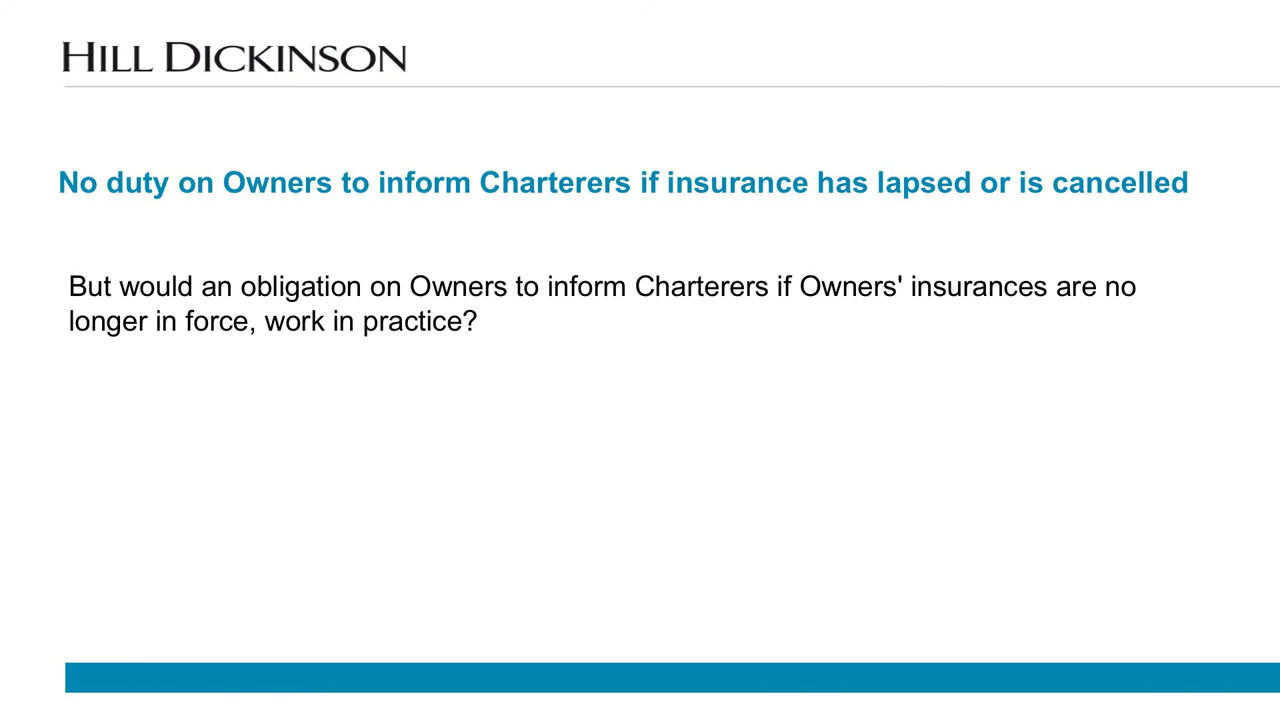 HILL DICKINSON
No duty on Owners to inform Charterers if insurance has lapsed or is cancelled
But would an obligation on Owners to inform Charterers if Owners' insurances are no
longer in force, work in practice?